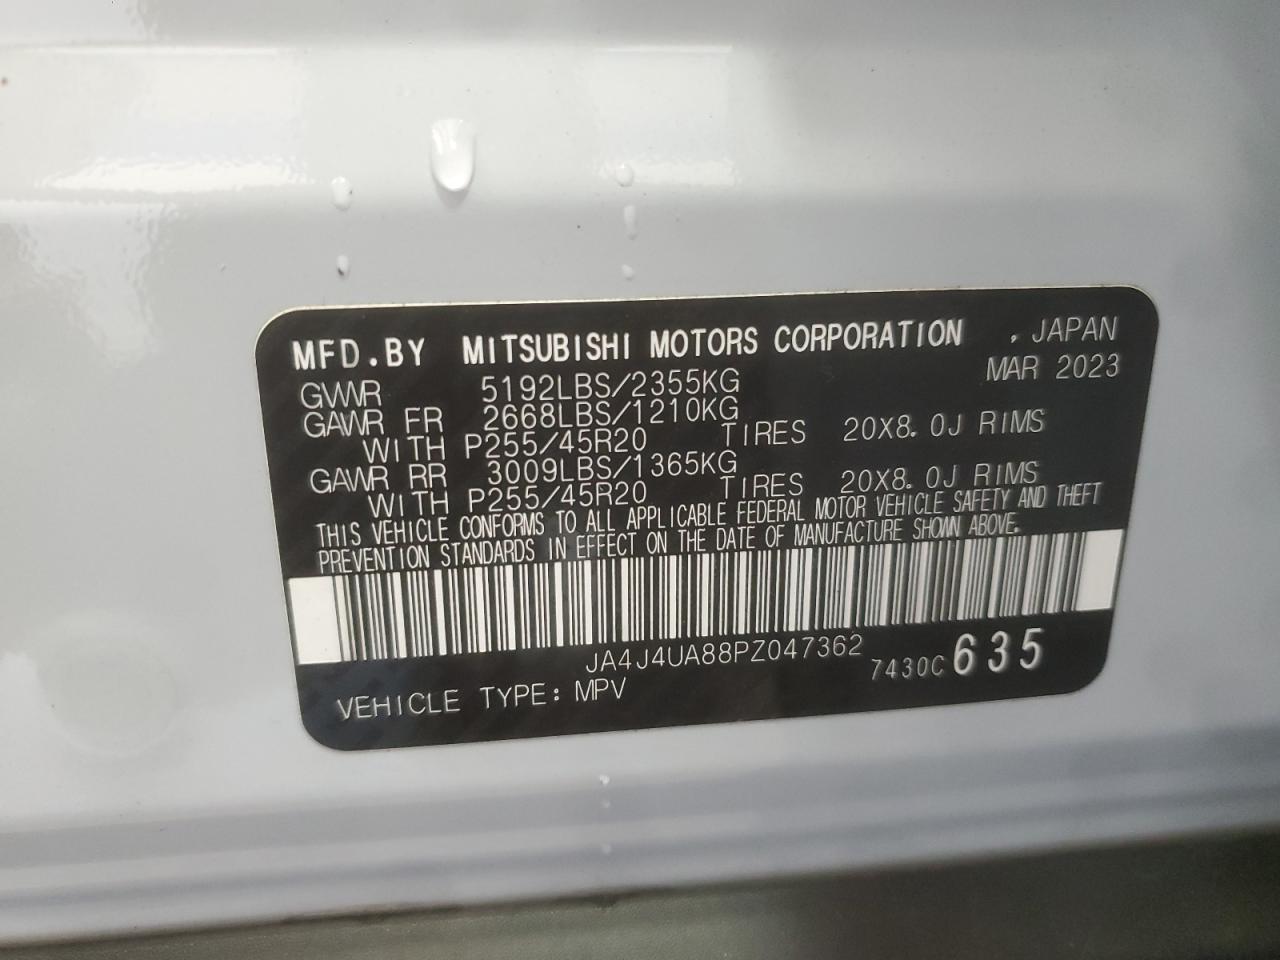 MFD.BY MITSUBISHI MOTORS CORPORATION . JAPAN
GVWR 5192LBS/2355KG MAR 2023
GAWR FR 2668LBS/1210KG
WITH P255/45R20 TIRES 20X8.0J RIMS
GAWR RR 3009LBS/1365KG
WITH P255/45R20 TIRES 20X8.0J RIMS
THIS VEHICLE CONFORMS TO ALL APPLICABLE FEDERAL MOTOR VEHICLE SAFETY AND THEFT
PREVENTION STANDARDS IN EFFECT ON THE DATE OF MANUFACTURE SHOWN ABOVE.
JA4J4UA88PZ047362
7430C 635
VEHICLE TYPE: MPV